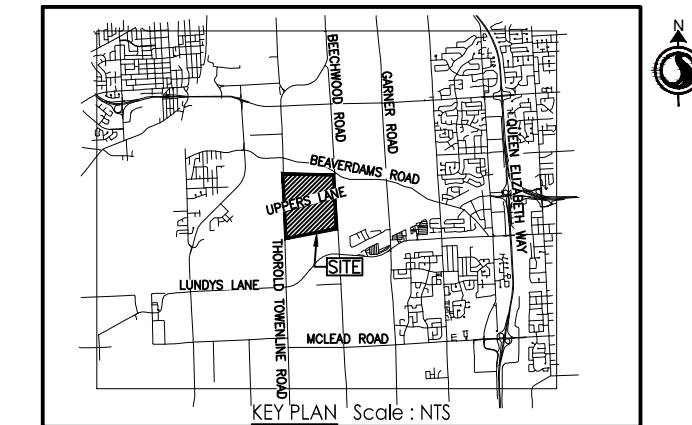 N
BEECHWOOD ROAD
GARNER ROAD
QUEEN ELIZABETH WAY
BEAVERDAMS ROAD
UPPERS LANE
THOROLD TOWENLINE ROAD
SITE
LUNDYS LANE
MCLEAD ROAD
KEY PLAN Scale : NTS